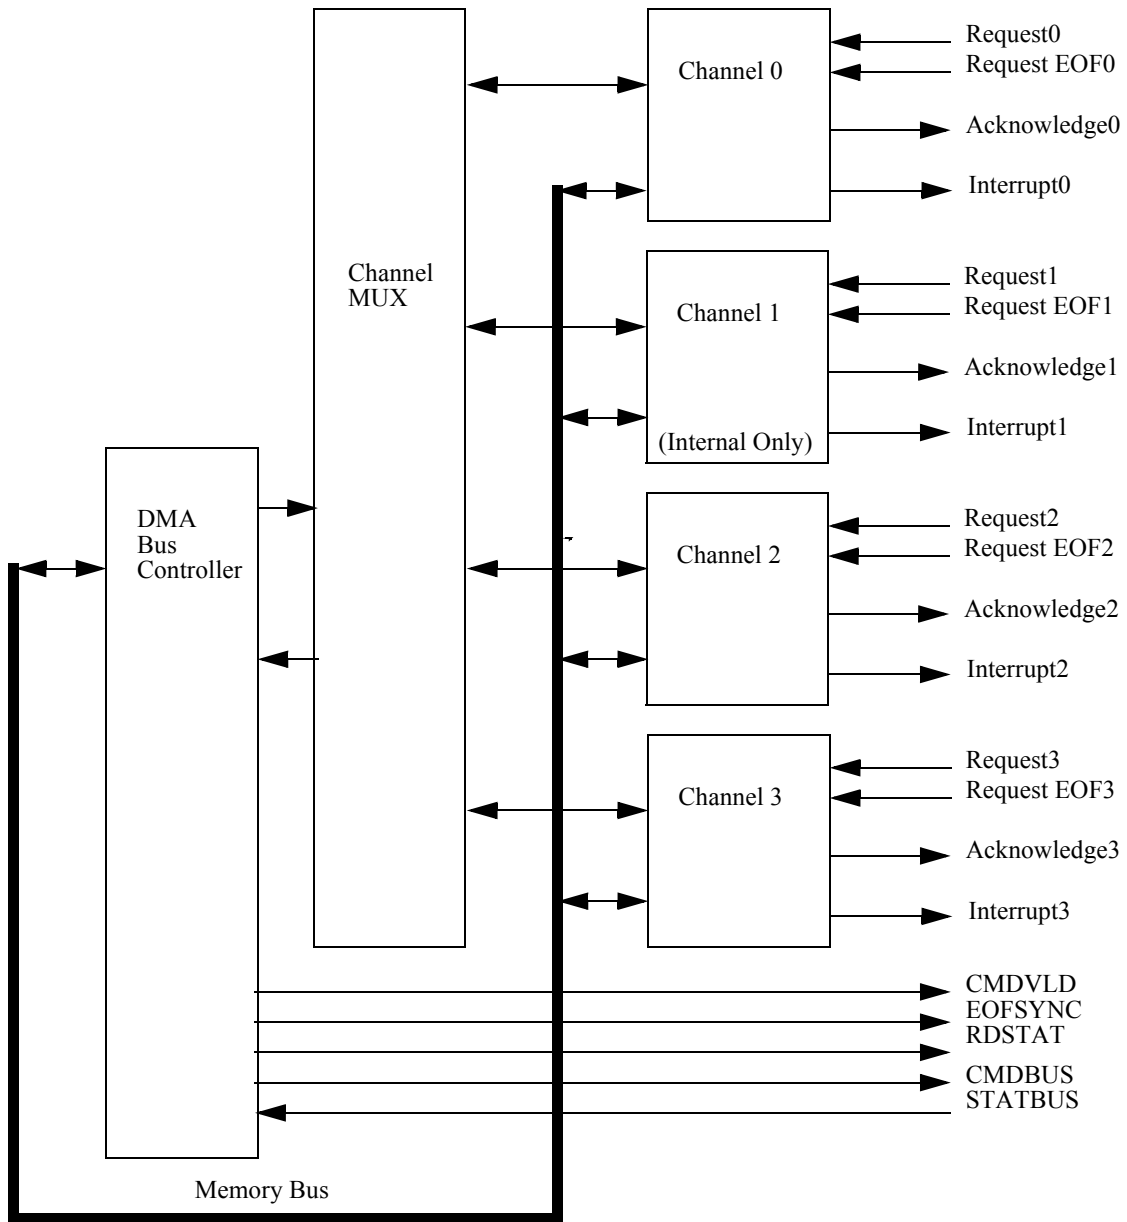 Channel 0
Request0
Request EOF0
Acknowledge0
Interrupt0
Channel
MUX
Channel 1
(Internal Only)
Request1
Request EOF1
Acknowledge1
Interrupt1
DMA
Bus
Controller
Channel 2
Request2
Request EOF2
Acknowledge2
Interrupt2
Channel 3
Request3
Request EOF3
Acknowledge3
Interrupt3
CMDVLD
EOFSYNC
RDSTAT
CMDBUS
STATBUS
Memory Bus